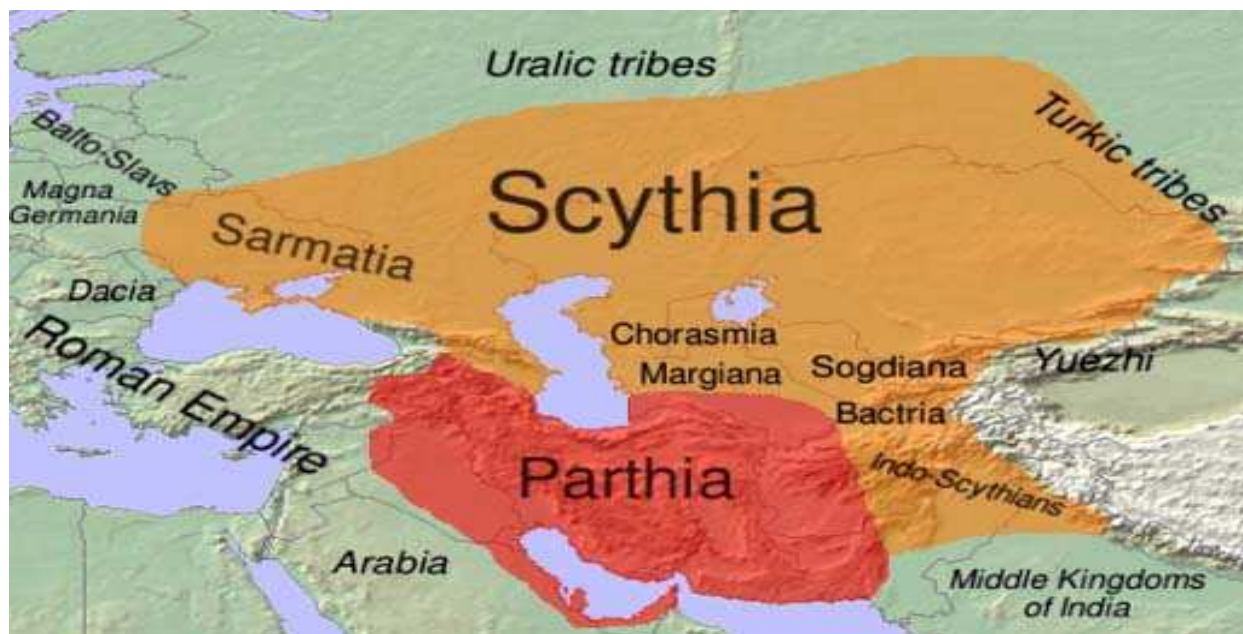 Uralic tribes
Turkic tribes
Balto-Slavs
Magna
Germania
Scythia
Sarmatia
Dacia
Roman Empire
Chorasmia
Margiana
Sogdiana
Yuezhi
Bactria
Indo-Scythians
Parthia
Arabia
Middle Kingdoms
of India